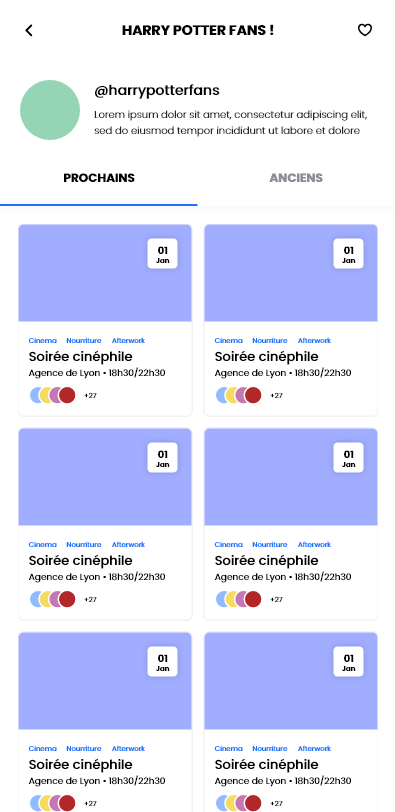 HARRY POTTER FANS !
@harrypotterfans
Lorem ipsum dolor sit amet, consectetur adipiscing elit,
sed do eiusmod tempor incididunt ut labore et dolore
PROCHAINS ANCIENS
01
Jan
Cinema Nourriture Afterwork
Soirée cinéphile
Agence de Lyon • 18h30/22h30
+27
01
Jan
Cinema Nourriture Afterwork
Soirée cinéphile
Agence de Lyon • 18h30/22h30
+27
01
Jan
Cinema Nourriture Afterwork
Soirée cinéphile
Agence de Lyon • 18h30/22h30
+27
01
Jan
Cinema Nourriture Afterwork
Soirée cinéphile
Agence de Lyon • 18h30/22h30
+27
01
Jan
Cinema Nourriture Afterwork
Soirée cinéphile
Agence de Lyon • 18h30/22h30
+27
01
Jan
Cinema Nourriture Afterwork
Soirée cinéphile
Agence de Lyon • 18h30/22h30
+27